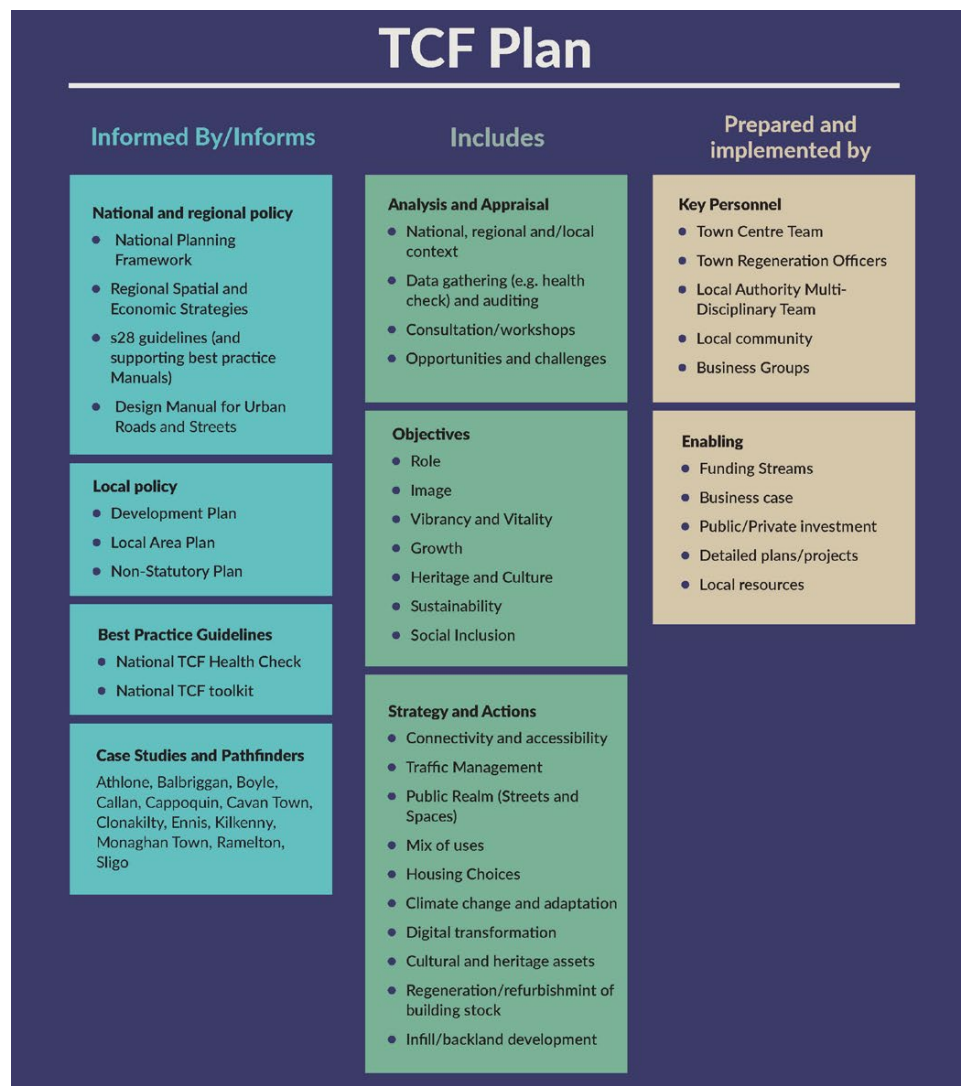 TCF Plan
Informed By/Informs
National and regional policy
• National Planning
Framework
• Regional Spatial and
Economic Strategies
• s28 guidelines (and
supporting best practice
Manuals)
• Design Manual for Urban
Roads and Streets
Local policy
• Development Plan
• Local Area Plan
• Non-Statutory Plan
Best Practice Guidelines
• National TCF Health Check
• National TCF toolkit
Case Studies and Pathfinders
Athlone, Balbriggan, Boyle,
Callan, Cappoquin, Cavan Town,
Clonakilty, Ennis, Kilkenny,
Monaghan Town, Ramelton,
Sligo
Includes
Analysis and Appraisal
• National, regional and/local
context
• Data gathering (e.g. health
check) and auditing
• Consultation/workshops
• Opportunities and challenges
Objectives
• Role
• Image
• Vibrancy and Vitality
• Growth
• Heritage and Culture
• Sustainability
• Social Inclusion
Strategy and Actions
• Connectivity and accessibility
• Traffic Management
• Public Realm (Streets and
Spaces)
• Mix of uses
• Housing Choices
• Climate change and adaptation
• Digital transformation
• Cultural and heritage assets
• Regeneration/refurbishmint of
building stock
• Infill/backland development
Prepared and
implemented by
Key Personnel
• Town Centre Team
• Town Regeneration Officers
• Local Authority Multi-
Disciplinary Team
• Local community
• Business Groups
Enabling
• Funding Streams
• Business case
• Public/Private investment
• Detailed plans/projects
• Local resources